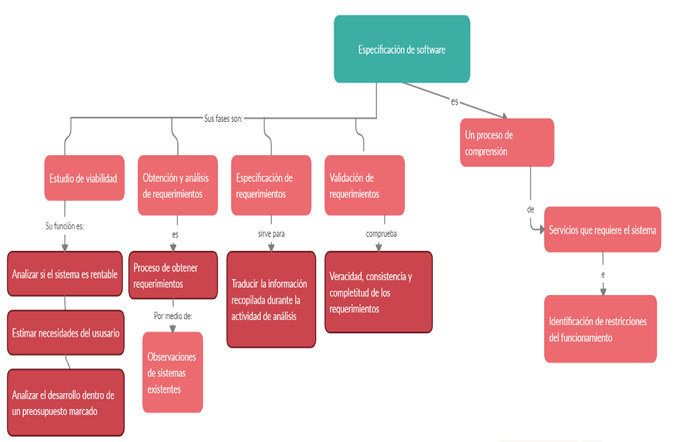 Especificación de software
es
Sus fases son:
Un proceso de
comprensión
Estudio de viabilidad
Obtención y análisis
de requerimientos
Especificación de
requerimientos
Validación de
requerimientos
de
Servicios que requiere el sistema
Su función es:
es
sirve para
comprueba
Analizar si el sistema es rentable
Proceso de obtener
requerimientos
Traducir la información
recopilada durante la
actividad de análisis
Veracidad, consistencia y
completitud de los
requerimientos
e
Identificación de restricciones
del funcionamiento
Estimar necesidades del ususario
Por medio de:
Observaciones
de sistemas
existentes
Analizar el desarrollo dentro de
un preosupuesto marcado